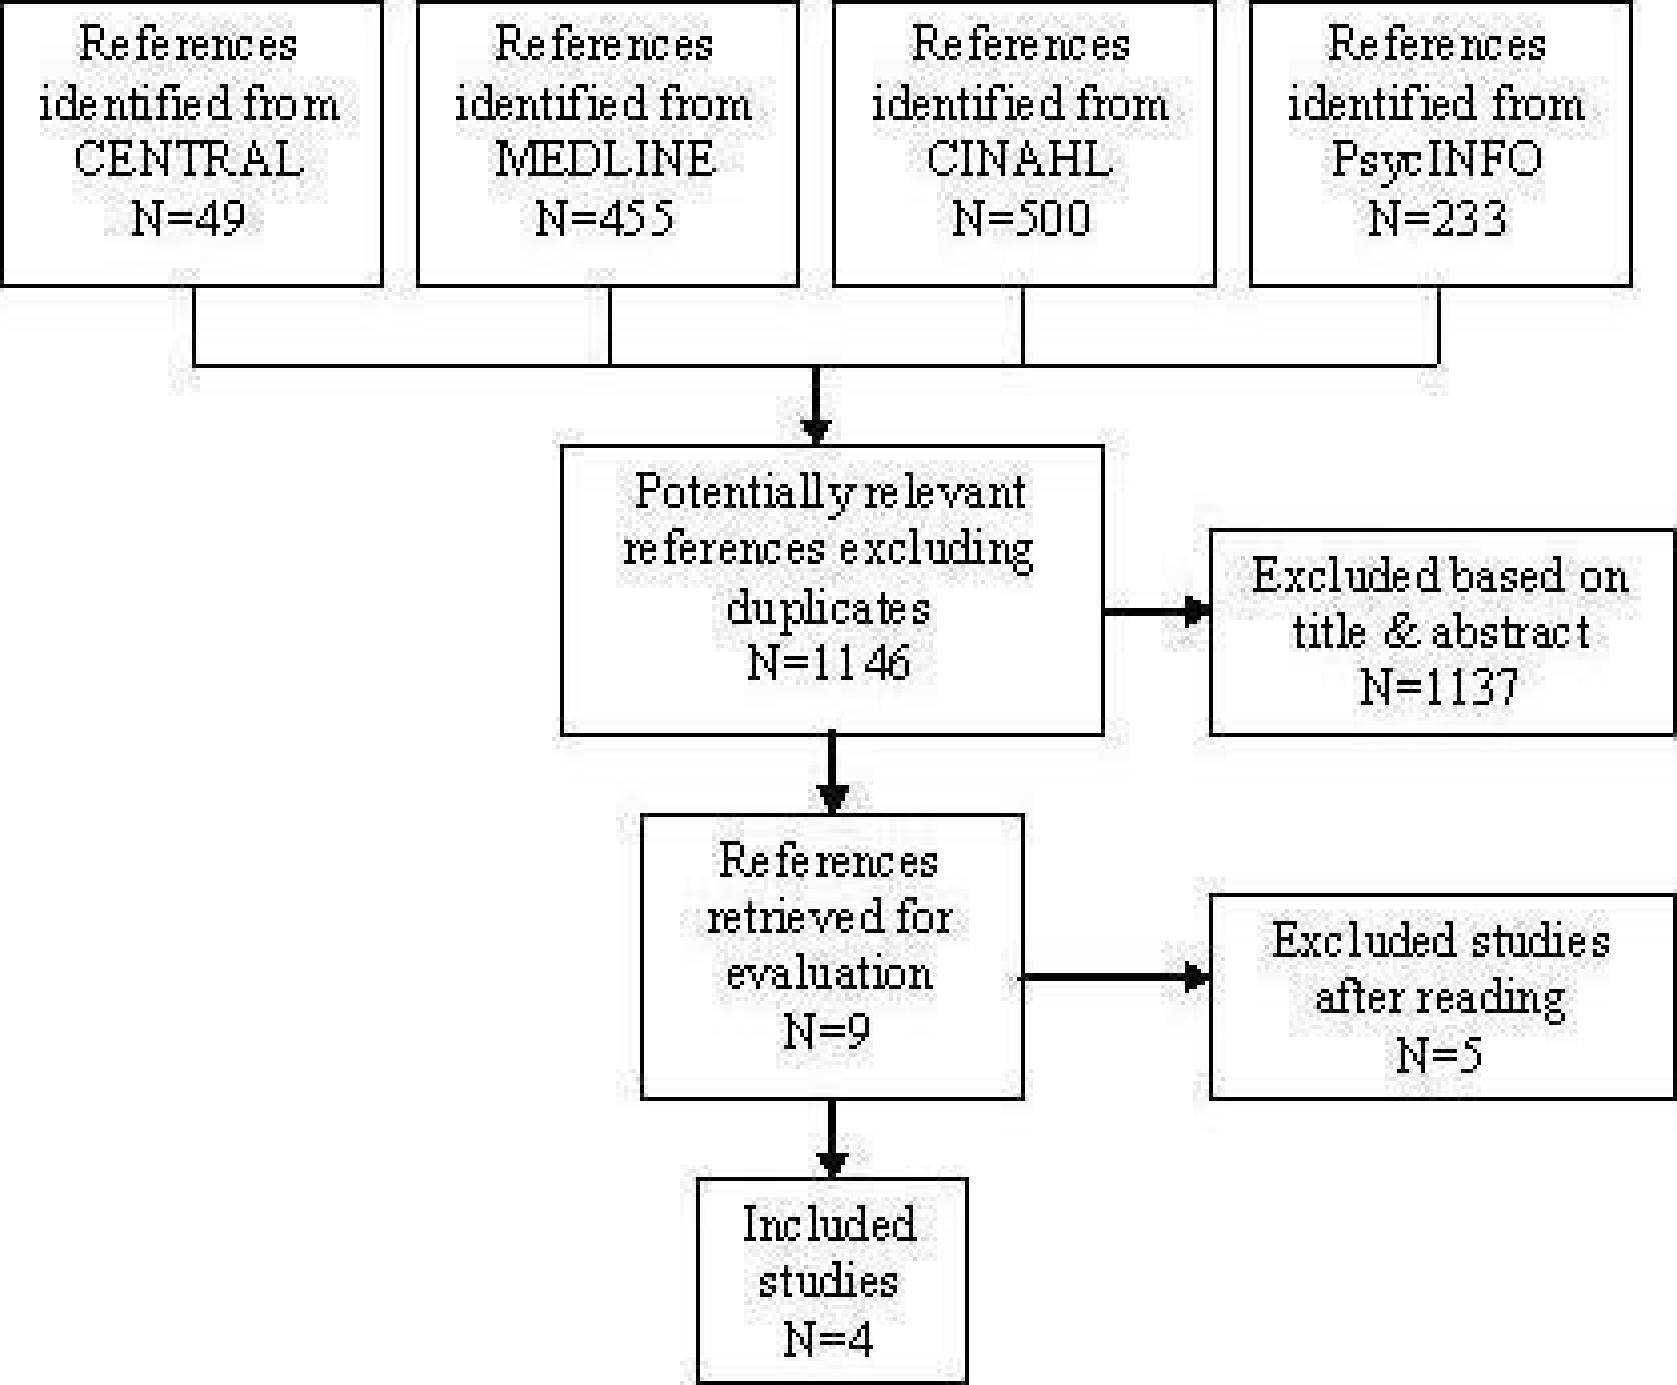 References
identified from
CENTRAL
N=49
References
identified from
MEDLINE
N=455
References
identified from
CINAHL
N=500
References
identified from
PsycINFO
N=233
Potentially relevant
references excluding
duplicates
N=1146
Excluded based on
title & abstract
N=1137
References
retrieved for
evaluation
N=9
Excluded studies
after reading
N=5
Included
studies
N=4